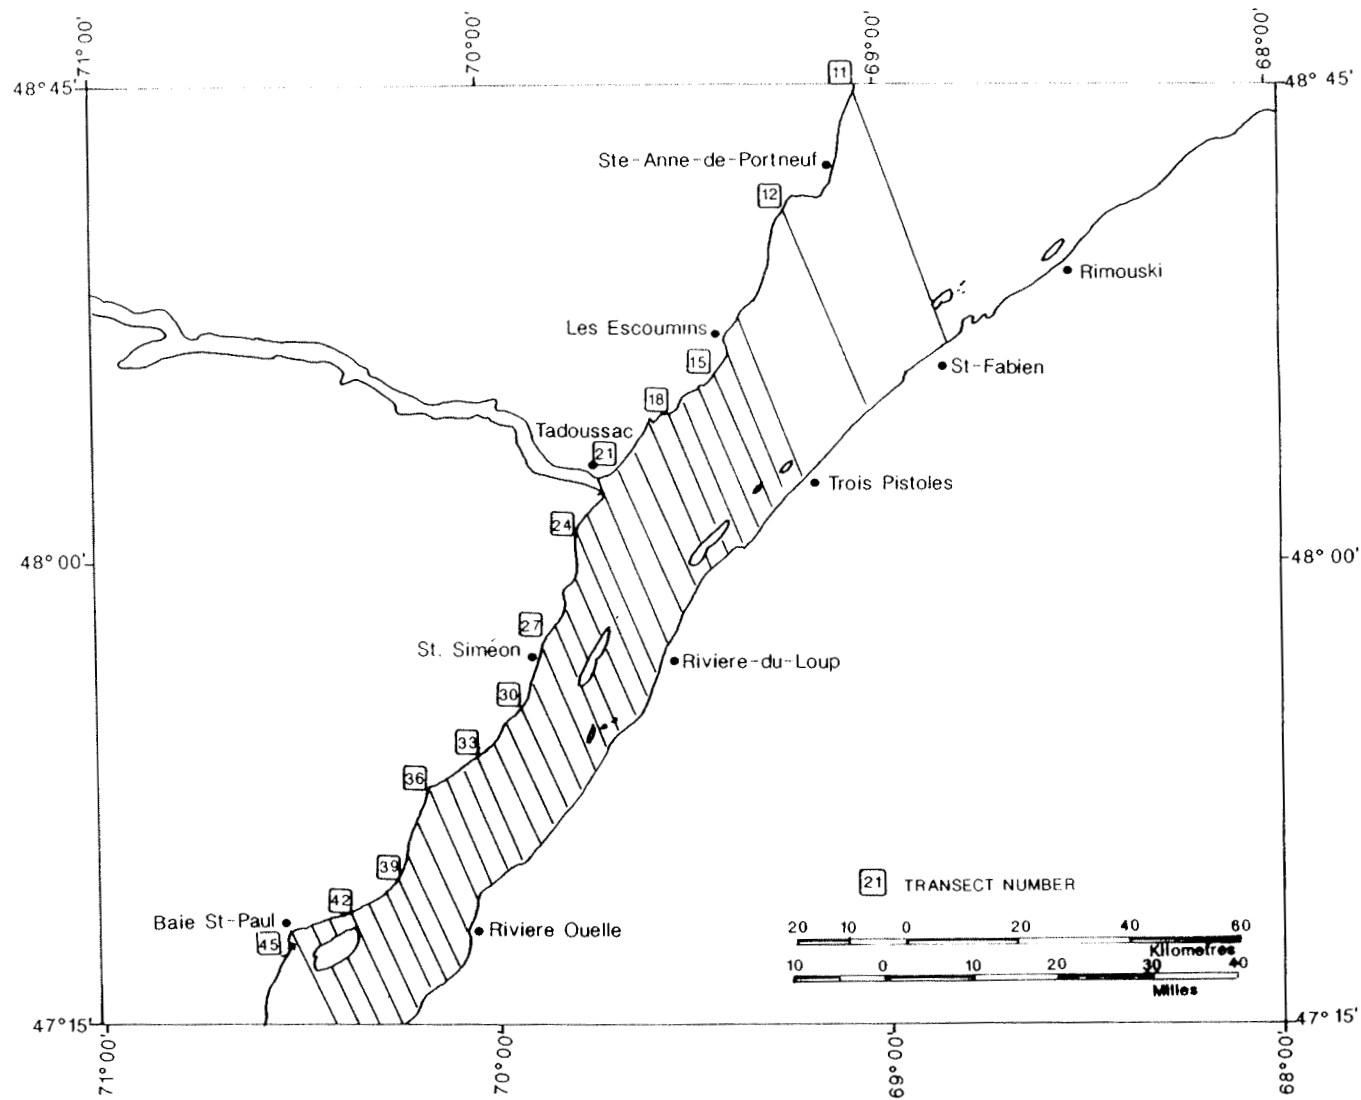 71°00'
70°00'
69°00'
68°00'
48°45'
48°45'
11
Ste-Anne-de-Portneuf
12
Rimouski
Les Escoumins
15
St-Fabien
18
Tadoussac
21
Trois Pistoles
24
48°00'
48°00'
27
St. Siméon
Riviere-du-Loup
30
33
36
39
21 TRANSECT NUMBER
42
Baie St-Paul
Riviere Ouelle
45
20 10 0 20 40 60
Kilometres
10 0 10 20 30 40
Milles
47°15'
47°15'
71°00'
70°00'
69°00'
68°00'